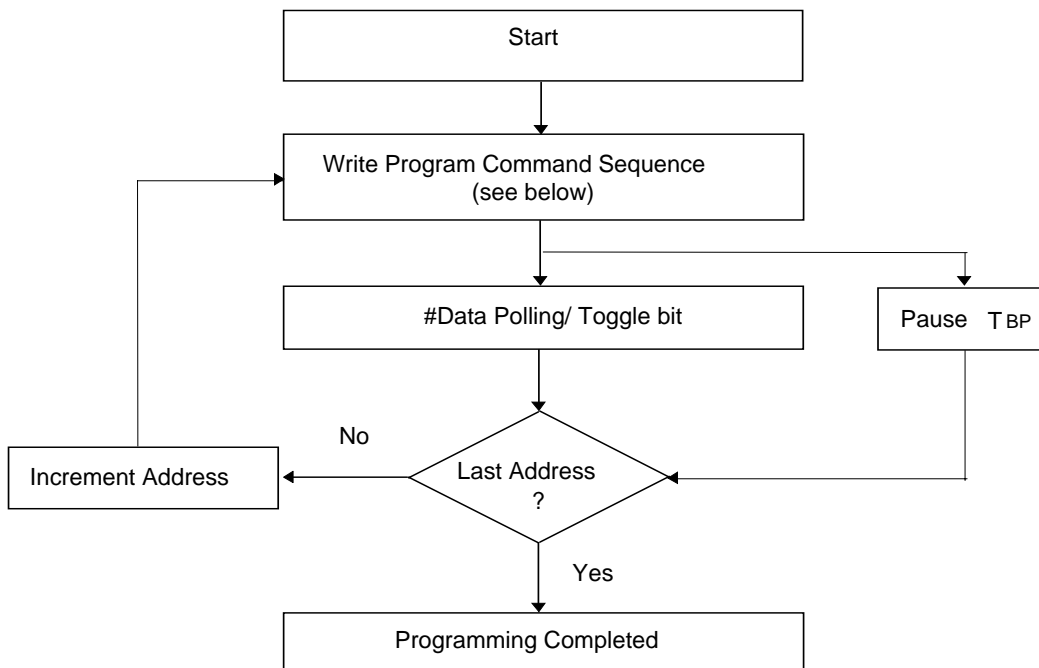 Start
Write Program Command Sequence
(see below)
#Data Polling/ Toggle bit
Pause TBP
No
Last Address
?
Increment Address
Yes
Programming Completed